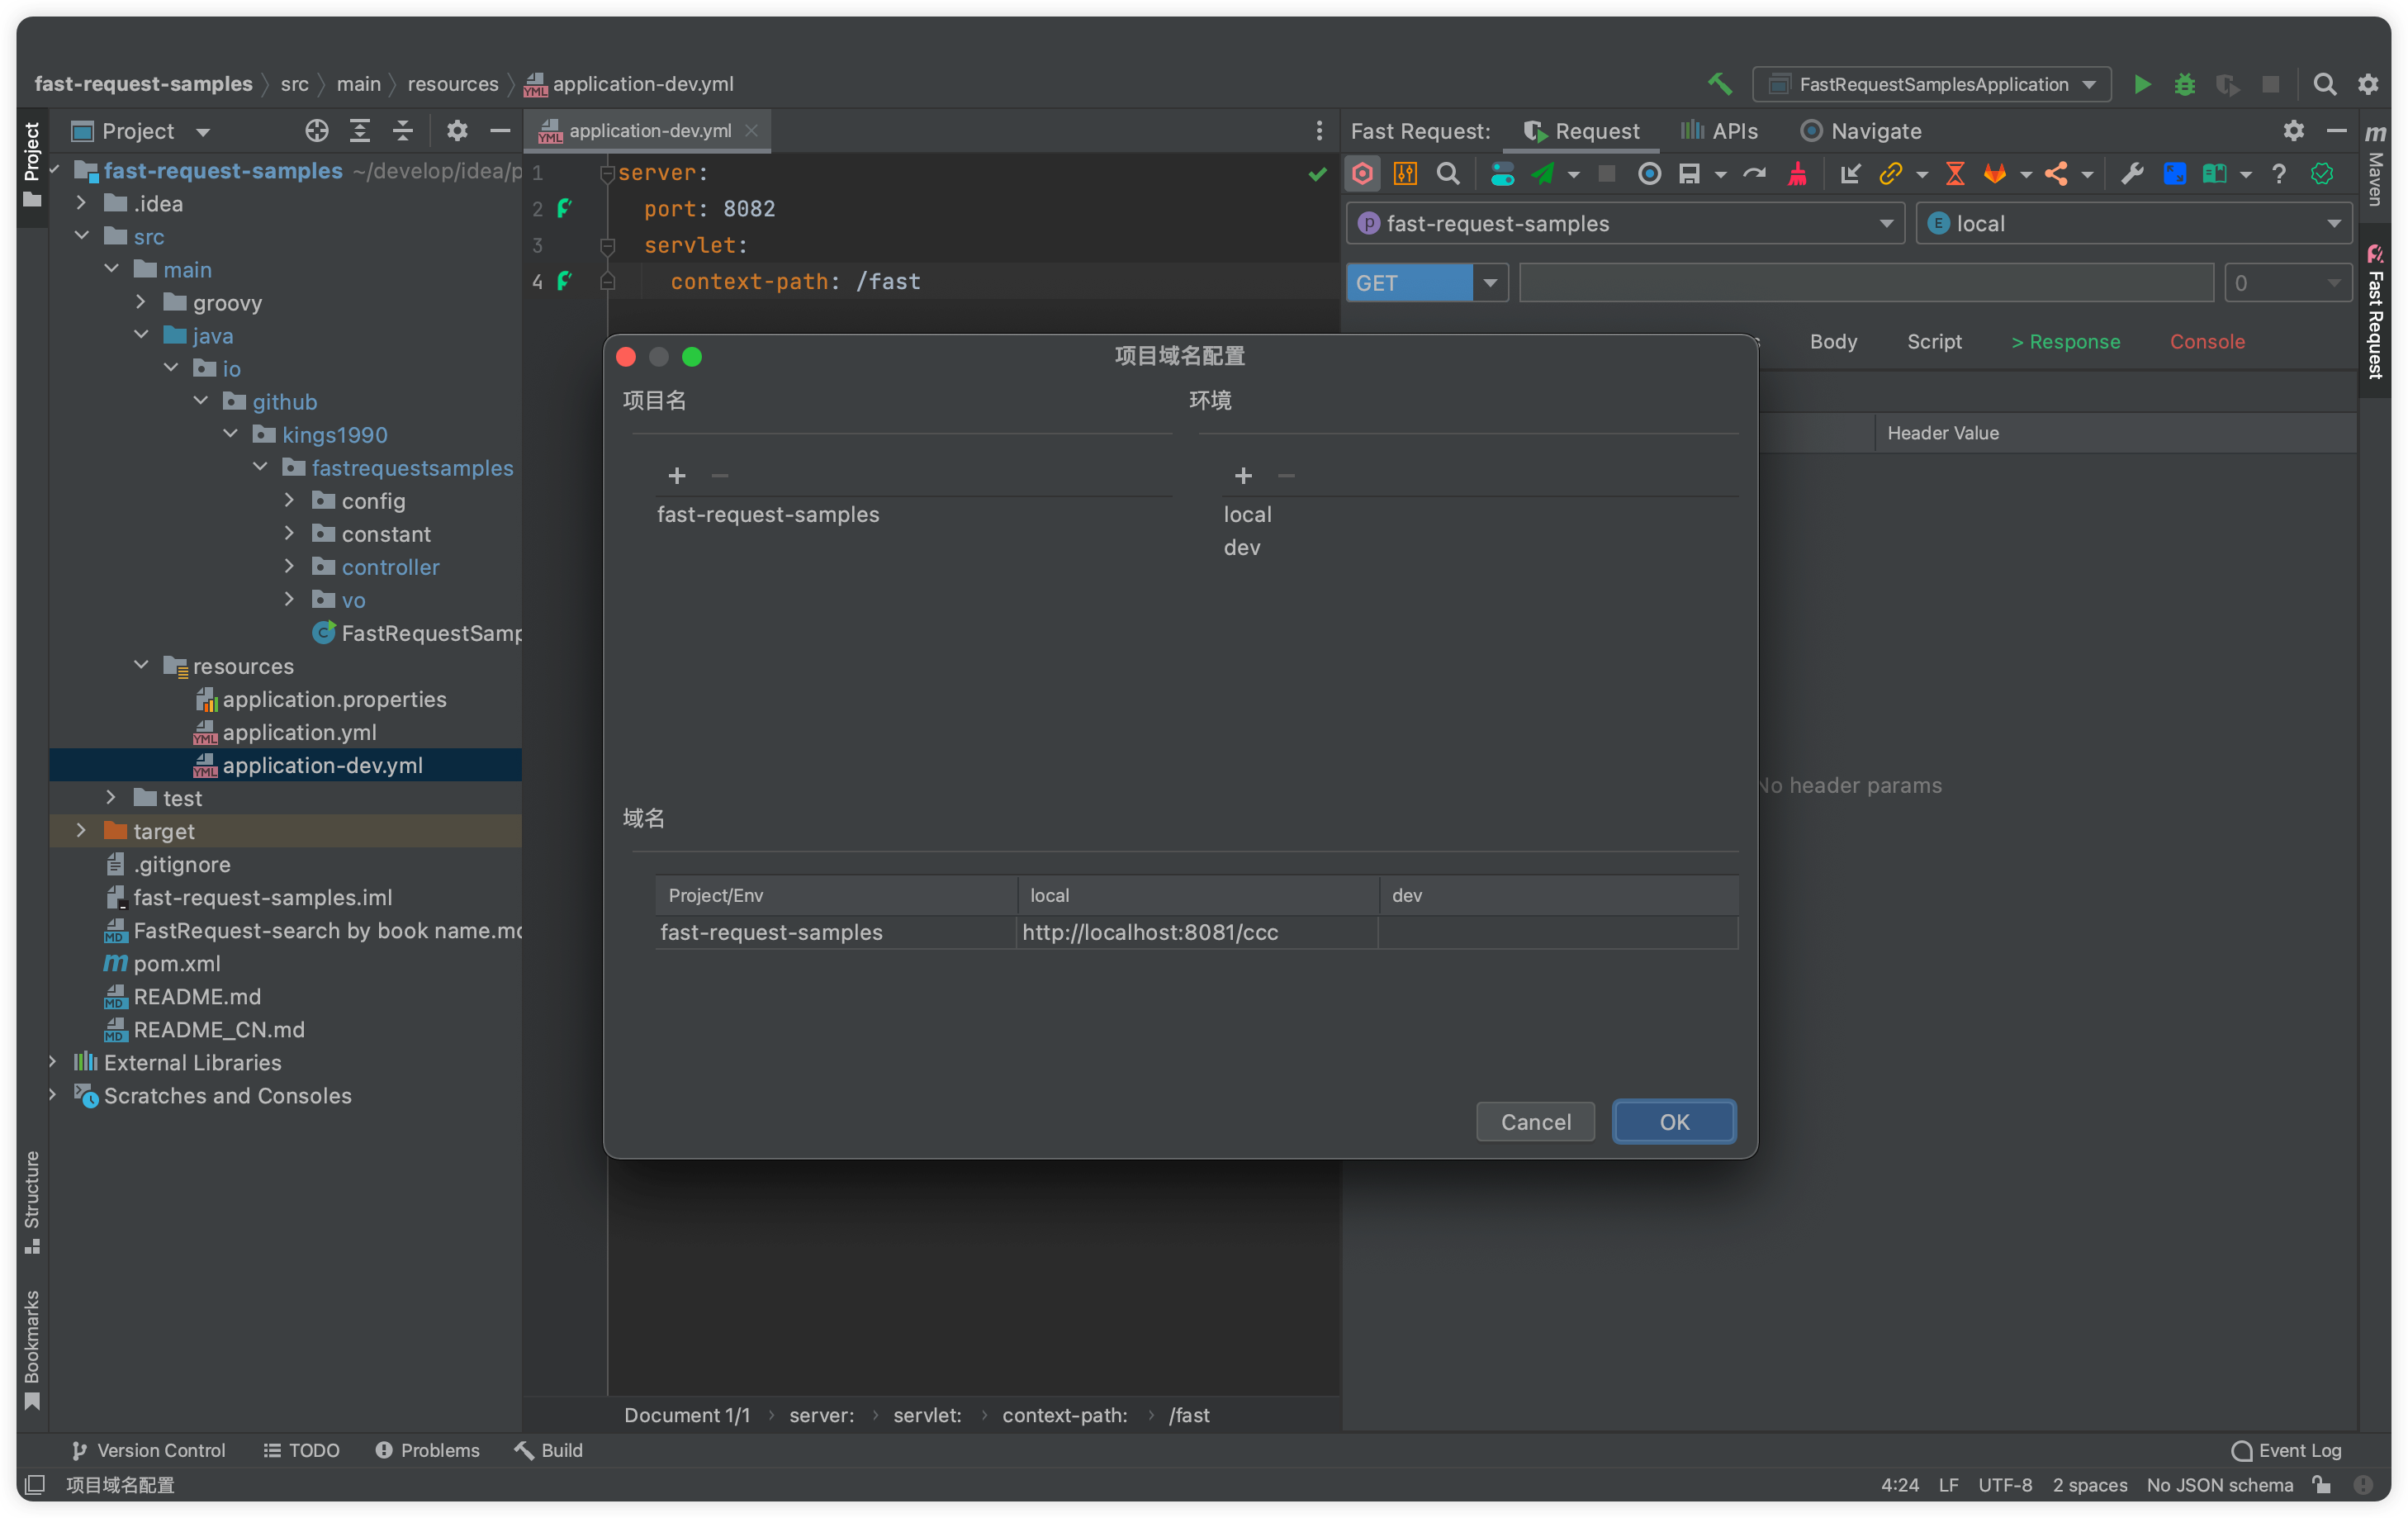 fast-request-samples
src
main
resources
application-dev.yml
FastRequestSamplesApplication
Project
Project
fast-request-samples ~/develop/idea/p
.idea
src
main
groovy
java
io
github
kings1990
fastrequestsamples
config
constant
controller
vo
FastRequestSamp
resources
application.properties
application.yml
application-dev.yml
test
target
.gitignore
fast-request-samples.iml
FastRequest-search by book name.mc
pom.xml
README.md
README_CN.md
External Libraries
Scratches and Consoles
Structure
Bookmarks
application-dev.yml
1 server:
2 port: 8082
3 servlet:
4 context-path: /fast
Document 1/1 server: servlet: context-path: /fast
Fast Request: Request APIs Navigate
fast-request-samples
local
GET
0
Body Script > Response Console
Header Value
No header params
Maven
Fast Request
项目域名配置
项目名
fast-request-samples
环境
local
dev
域名
Project/Env local dev
fast-request-samples http://localhost:8081/ccc
Cancel OK
Version Control TODO Problems Build Event Log
项目域名配置
4:24 LF UTF-8 2 spaces No JSON schema